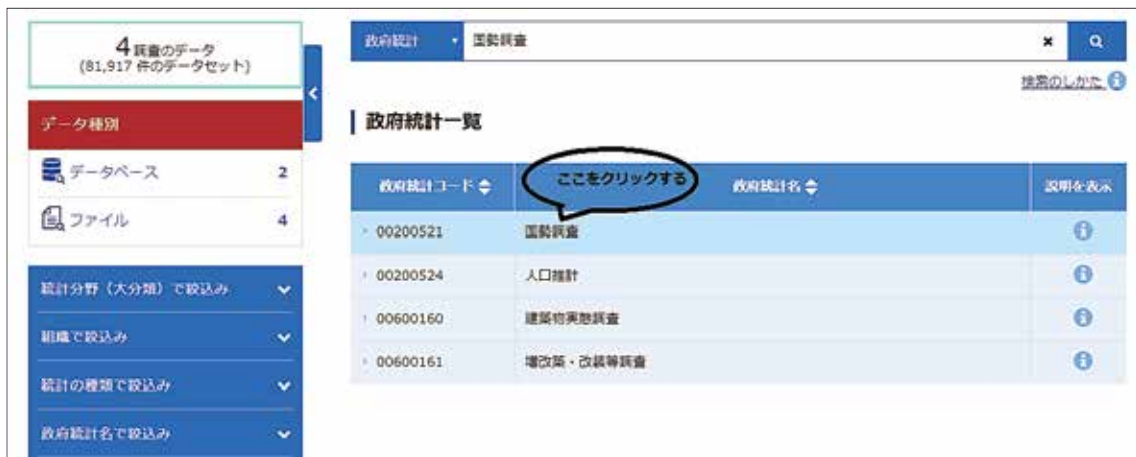 4 調査のデータ
(81,917 件のデータセット)
データ種別
データベース 2
ファイル 4
統計分野（大分類）で絞込み
組織で絞込み
統計の種類で絞込み
政府統計名で絞込み
政府統計 国勢調査
検索のしかた
政府統計一覧
政府統計コード 政府統計名 説明を表示
ここをクリックする
00200521 国勢調査
00200524 人口推計
00600160 建築物実態調査
00600161 増改築・改装等調査